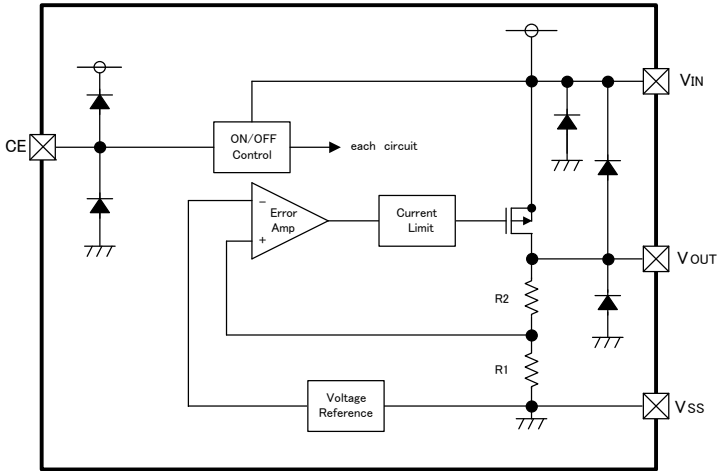 VIN
CE
ON/OFF
Control
each circuit
−
Error
Amp
+
Current
Limit
VOUT
R2
R1
Voltage
Reference
VSS